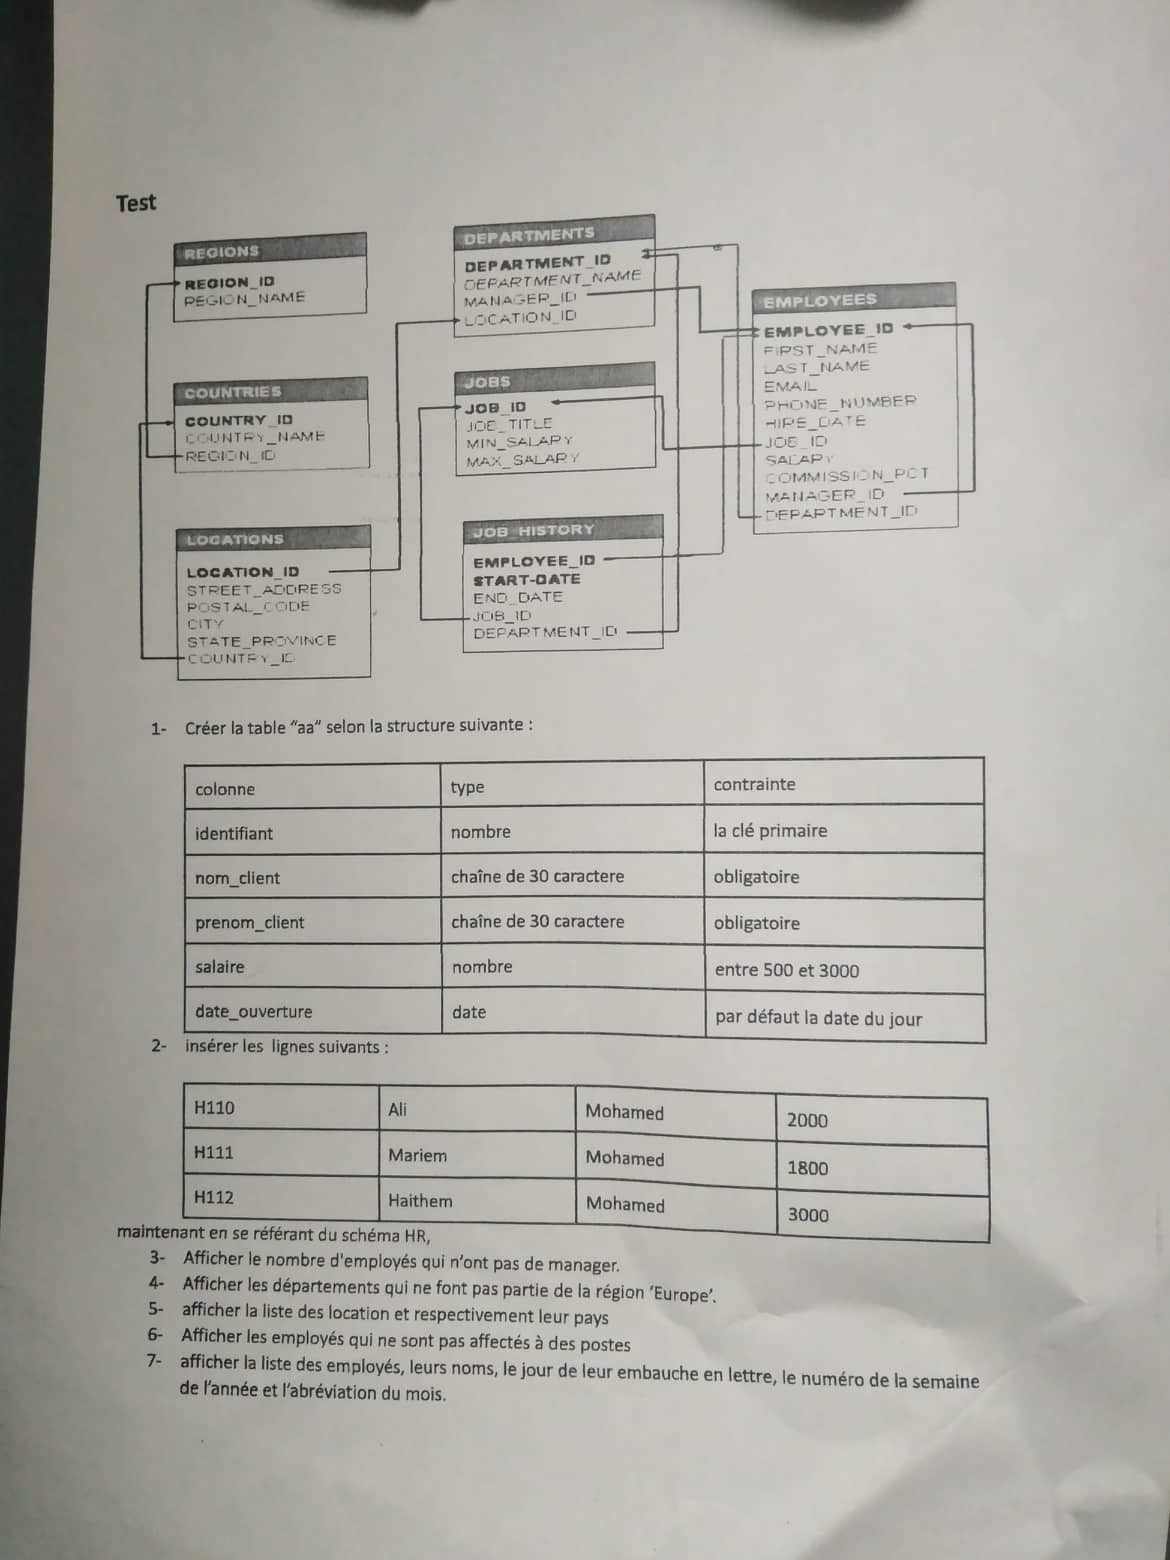 Test
REGIONS
REGION_ID
REGION_NAME
COUNTRIES
COUNTRY_ID
COUNTRY_NAME
REGION_ID
LOCATIONS
LOCATION_ID
STREET_ADDRESS
POSTAL_CODE
CITY
STATE_PROVINCE
COUNTRY_ID
DEPARTMENTS
DEPARTMENT_ID
DEPARTMENT_NAME
MANAGER_ID
LOCATION_ID
JOBS
JOB_ID
JOB_TITLE
MIN_SALARY
MAX_SALARY
JOB_HISTORY
EMPLOYEE_ID
START-DATE
END_DATE
JOB_ID
DEPARTMENT_ID
EMPLOYEES
EMPLOYEE_ID
FIRST_NAME
LAST_NAME
EMAIL
PHONE_NUMBER
HIRE_DATE
JOB_ID
SALARY
COMMISSION_PCT
MANAGER_ID
DEPARTMENT_ID
1- Créer la table “aa” selon la structure suivante :
colonne type contrainte
identifiant nombre la clé primaire
nom_client chaîne de 30 caractere obligatoire
prenom_client chaîne de 30 caractere obligatoire
salaire nombre entre 500 et 3000
date_ouverture date par défaut la date du jour
2- insérer les lignes suivants :
H110 Ali Mohamed 2000
H111 Mariem Mohamed 1800
H112 Haithem Mohamed 3000
maintenant en se référant du schéma HR,
3- Afficher le nombre d'employés qui n’ont pas de manager.
4- Afficher les départements qui ne font pas partie de la région ‘Europe’.
5- afficher la liste des location et respectivement leur pays
6- Afficher les employés qui ne sont pas affectés à des postes
7- afficher la liste des employés, leurs noms, le jour de leur embauche en lettre, le numéro de la semaine
de l’année et l’abréviation du mois.